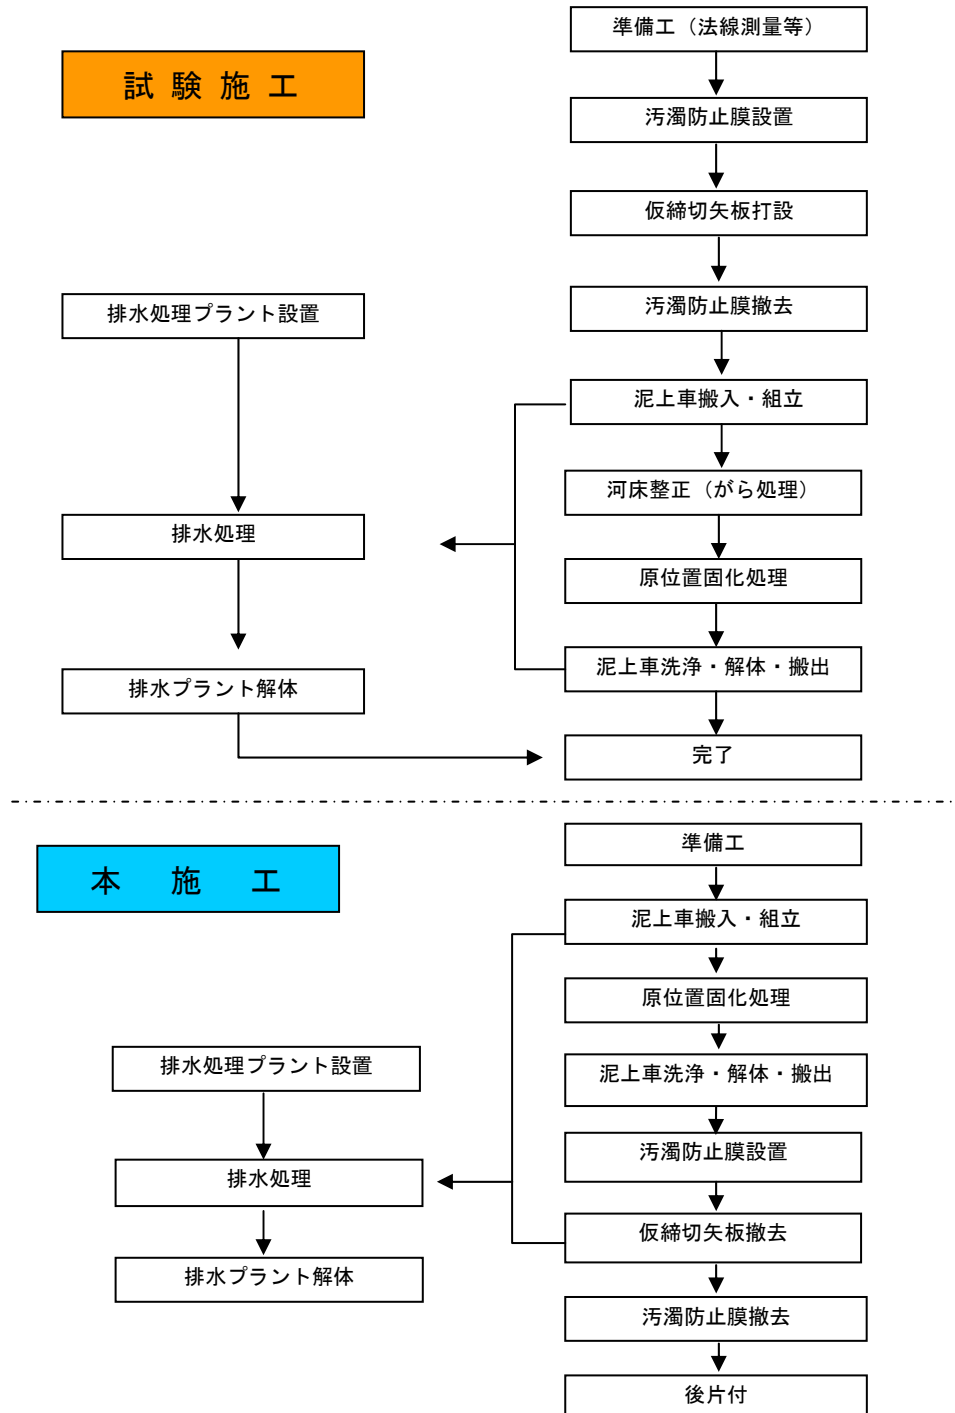 試験施工
準備工（法線測量等）
汚濁防止膜設置
仮締切矢板打設
汚濁防止膜撤去
泥上車搬入・組立
河床整正（がら処理）
原位置固化処理
泥上車洗浄・解体・搬出
完了
排水処理プラント設置
排水処理
排水プラント解体
本施工
準備工
泥上車搬入・組立
原位置固化処理
泥上車洗浄・解体・搬出
汚濁防止膜設置
仮締切矢板撤去
汚濁防止膜撤去
後片付
排水処理プラント設置
排水処理
排水プラント解体